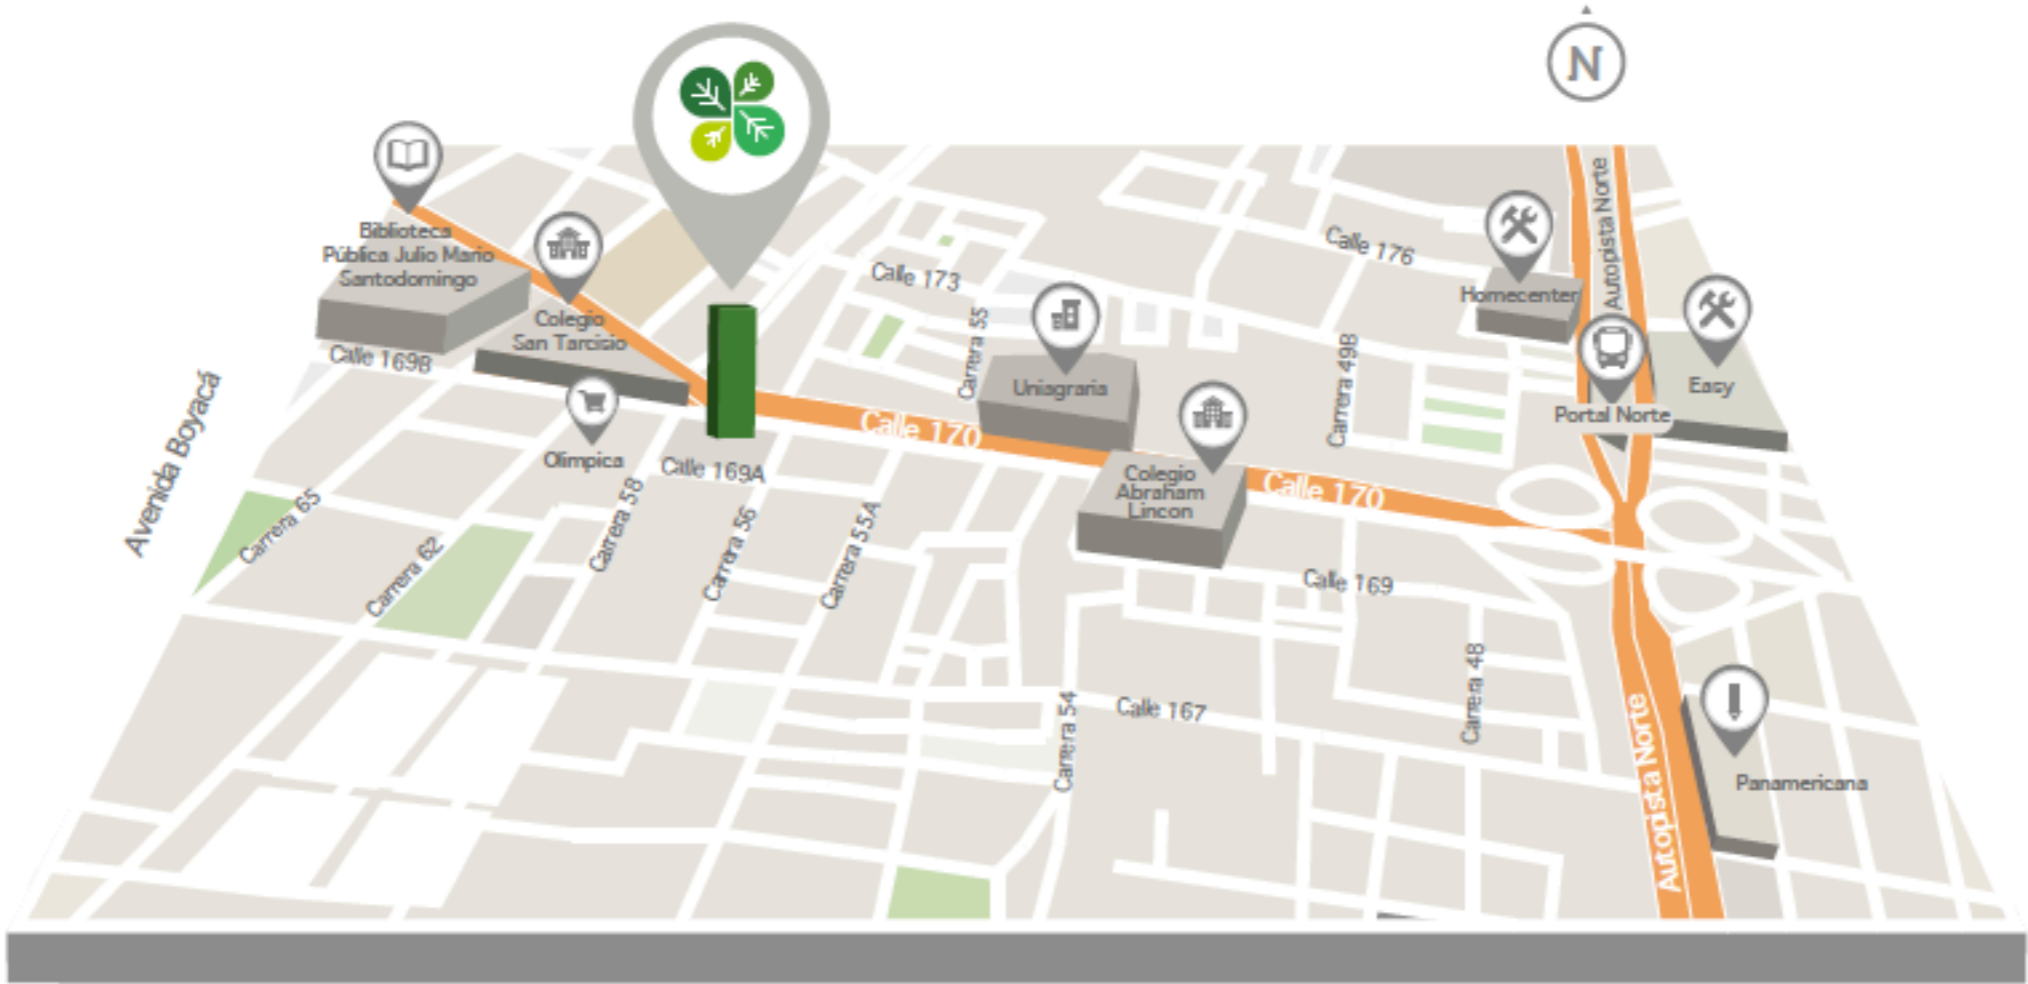 N
Autopista Norte
Biblioteca
Pública Julio Mario
Santodomingo
Calle 176
Calle 173
Homecenter
Colegio
San Tarcisio
Carrera 55
Calle 169B
Carrera 49B
Uniagraria
Easy
Portal Norte
Avenida Boyacá
Calle 170
Olimpica
Calle 169A
Colegio
Abraham
Lincon
Calle 170
Carrera 65
Carrera 62
Carrera 58
Carrera 56
Carrera 55A
Calle 169
Carrera 48
Carrera 54
Calle 167
Autopista Norte
Panamericana